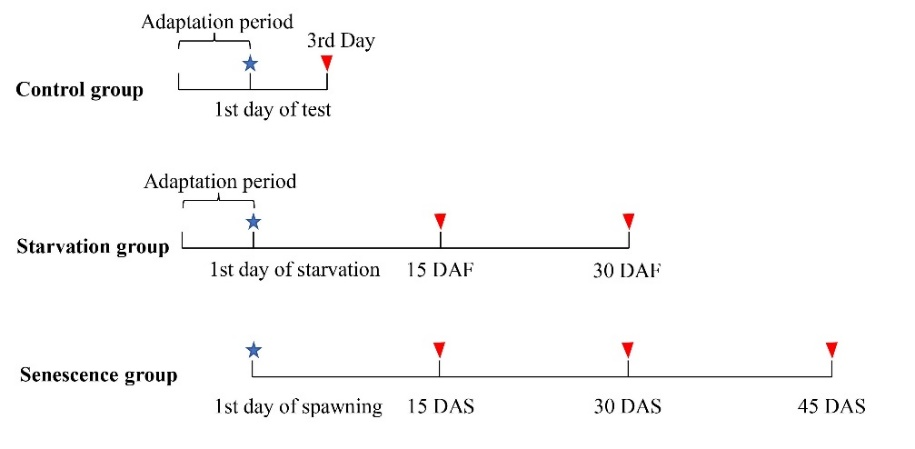 Adaptation period
3rd Day
Control group
1st day of test
Adaptation period
Starvation group
1st day of starvation 15 DAF 30 DAF
Senescence group
1st day of spawning 15 DAS 30 DAS 45 DAS